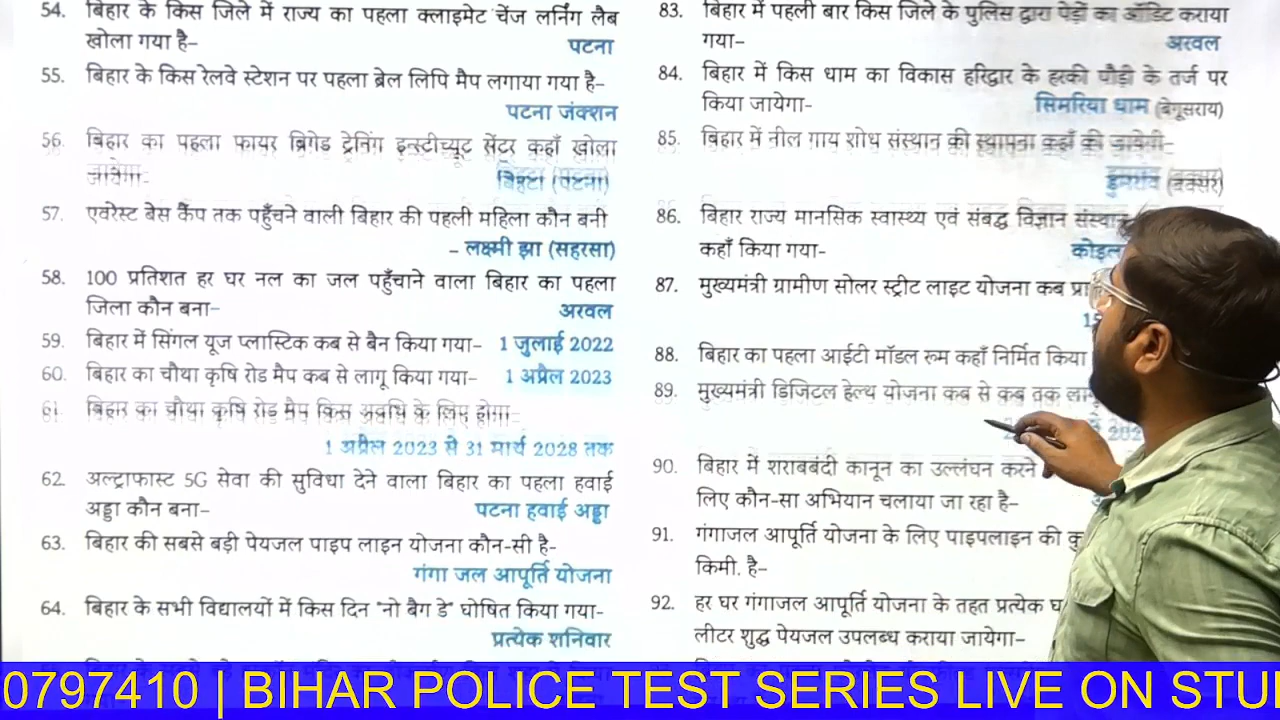 54. बिहार के किस जिले में राज्य का पहला क्लाइमेट चेंज लर्निंग लैब
खोला गया है– पटना
55. बिहार के किस रेलवे स्टेशन पर पहला ब्रेल लिपि मैप लगाया गया है–
पटना जंक्शन
56. बिहार का पहला फायर ब्रिगेड ट्रेनिंग इन्स्टीच्यूट सेंटर कहाँ खोला
जायेगा– बिहटा (पटना)
57. एवरेस्ट बेस कैंप तक पहुँचने वाली बिहार की पहली महिला कौन बनी
– लक्ष्मी झा (सहरसा)
58. 100 प्रतिशत हर घर नल का जल पहुँचाने वाला बिहार का पहला
जिला कौन बना– अरवल
59. बिहार में सिंगल यूज प्लास्टिक कब से बैन किया गया– 1 जुलाई 2022
60. बिहार का चौथा कृषि रोड मैप कब से लागू किया गया– 1 अप्रैल 2023
61. बिहार का चौथा कृषि रोड मैप किस अवधि के लिए होगा–
1 अप्रैल 2023 से 31 मार्च 2028 तक
62. अल्ट्राफास्ट 5G सेवा की सुविधा देने वाला बिहार का पहला हवाई
अड्डा कौन बना– पटना हवाई अड्डा
63. बिहार की सबसे बड़ी पेयजल पाइप लाइन योजना कौन-सी है–
गंगा जल आपूर्ति योजना
64. बिहार के सभी विद्यालयों में किस दिन "नो बैग डे" घोषित किया गया–
प्रत्येक शनिवार
83. बिहार में पहली बार किस जिले के पुलिस द्वारा पेड़ों का ऑडिट कराया
गया– अरवल
84. बिहार में किस धाम का विकास हरिद्वार के हरकी पौड़ी के तर्ज पर
किया जायेगा– सिमरिया धाम (बेगूसराय)
85. बिहार में नील गाय शोध संस्थान की स्थापना कहाँ की जायेगी–
डुमराँव (बक्सर)
86. बिहार राज्य मानसिक स्वास्थ्य एवं संबद्ध विज्ञान संस्थान
कहाँ किया गया–
87. मुख्यमंत्री ग्रामीण सोलर स्ट्रीट लाइट योजना कब
88. बिहार का पहला आईटी मॉडल रूम कहाँ निर्मित किया
89. मुख्यमंत्री डिजिटल हेल्थ योजना कब से कब तक
90. बिहार में शराबबंदी कानून का उल्लंघन करने
लिए कौन-सा अभियान चलाया जा रहा है–
91. गंगाजल आपूर्ति योजना के लिए पाइपलाइन की
किमी. है–
92. हर घर गंगाजल आपूर्ति योजना के तहत प्रत्येक
लीटर शुद्ध पेयजल उपलब्ध कराया जायेगा–
0797410 | BIHAR POLICE TEST SERIES LIVE ON STU